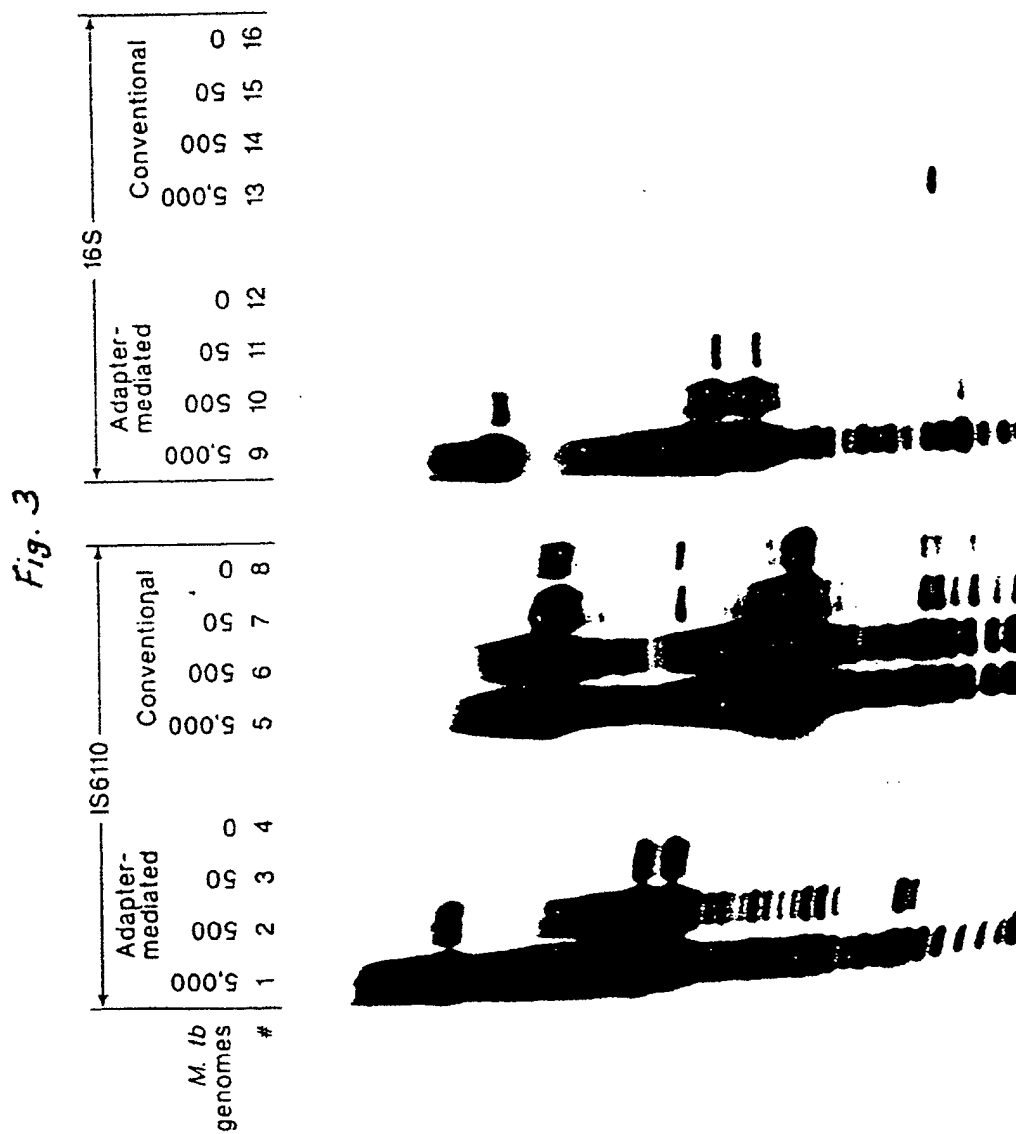 Fig. 3
IS6110 16S
Adapter-mediated Conventional Adapter-mediated Conventional
M. tb genomes 5,000 500 50 0 5,000 500 50 0 5,000 500 50 0 5,000 500 50 0
# 1 2 3 4 5 6 7 8 9 10 11 12 13 14 15 16